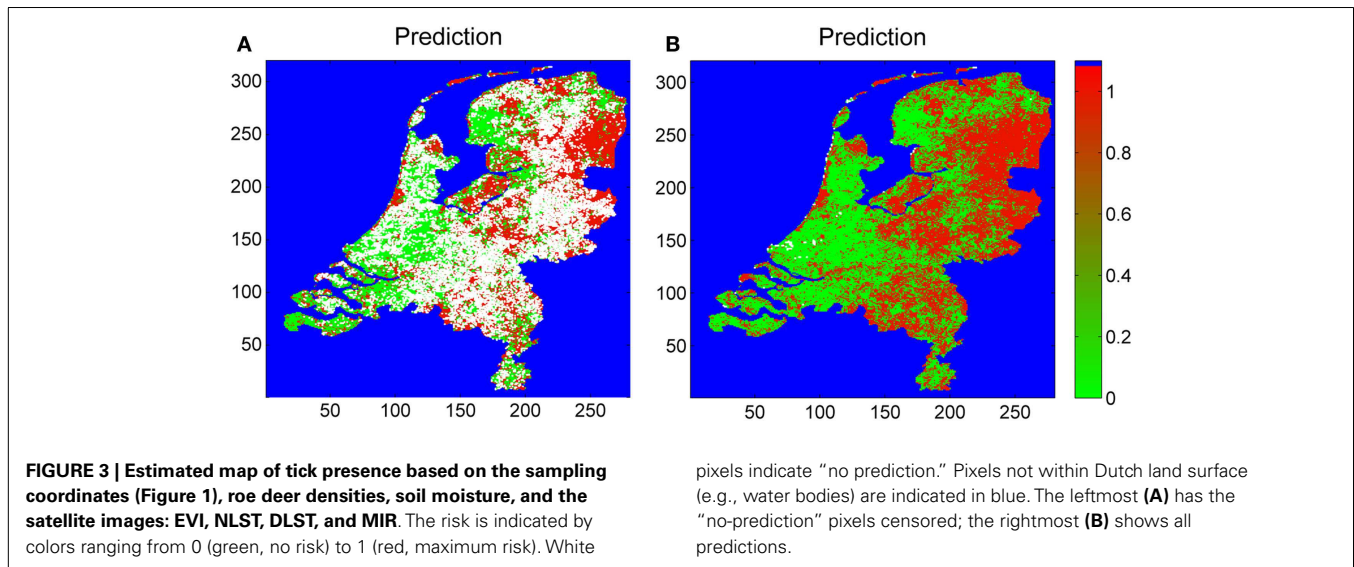 A
Prediction
300
250
200
150
100
50
50 100 150 200 250
B
Prediction
300
250
200
150
100
50
50 100 150 200 250
1
0.8
0.6
0.4
0.2
0
FIGURE 3 | Estimated map of tick presence based on the sampling
coordinates (Figure 1), roe deer densities, soil moisture, and the
satellite images: EVI, NLST, DLST, and MIR. The risk is indicated by
colors ranging from 0 (green, no risk) to 1 (red, maximum risk). White
pixels indicate “no prediction.” Pixels not within Dutch land surface
(e.g., water bodies) are indicated in blue. The leftmost (A) has the
“no-prediction” pixels censored; the rightmost (B) shows all
predictions.